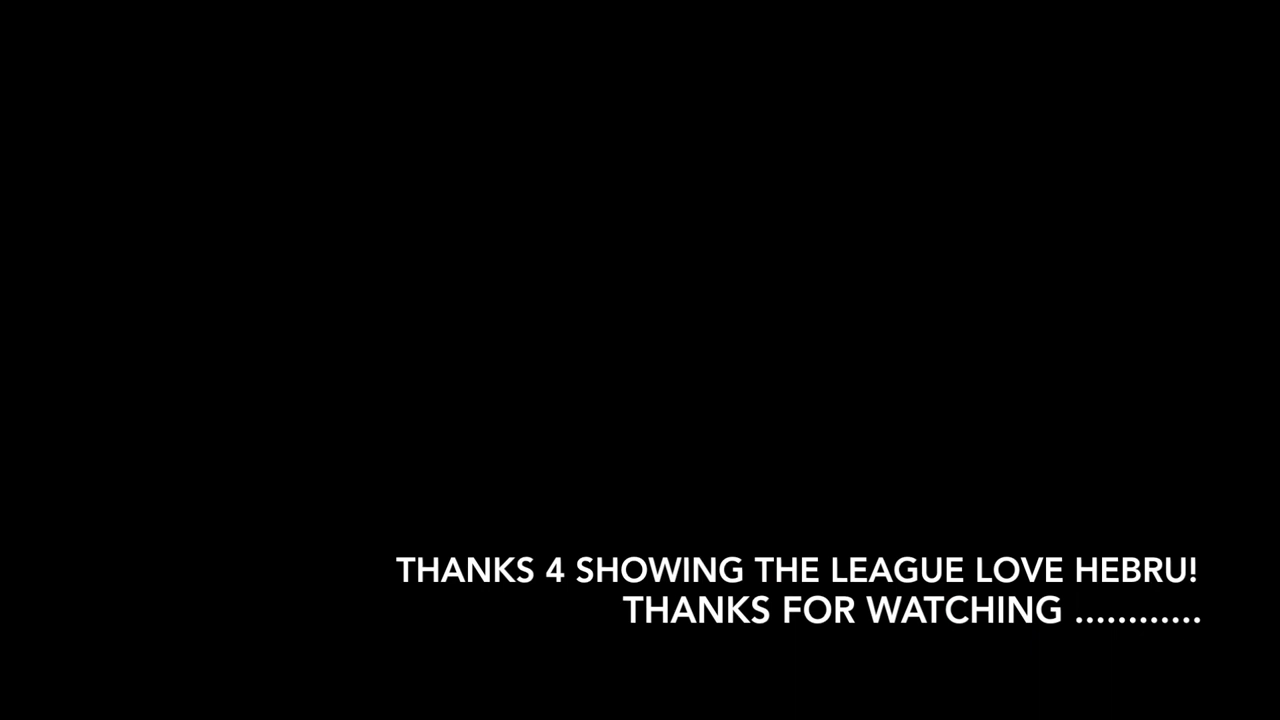 THANKS 4 SHOWING THE LEAGUE LOVE HEBRU!
THANKS FOR WATCHING ............